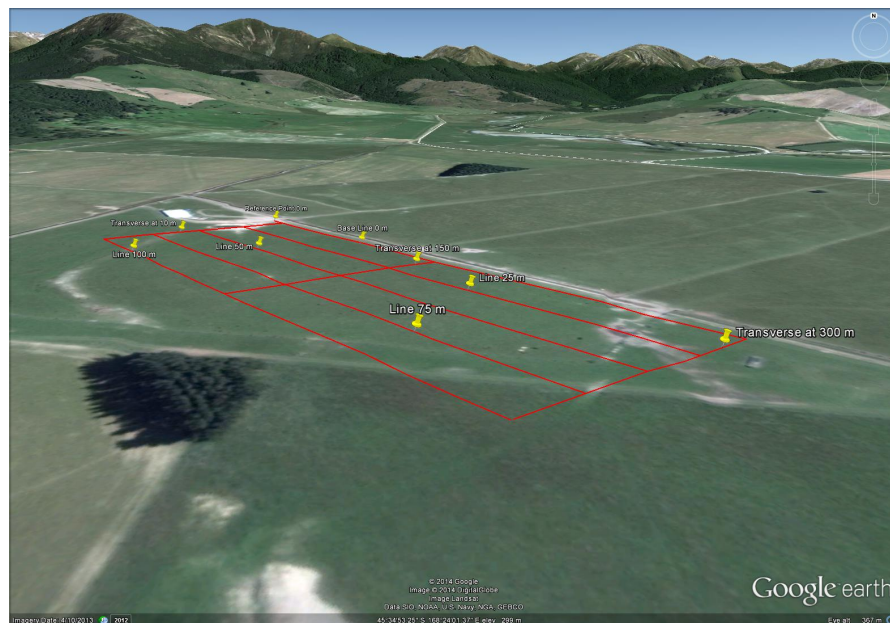 N
Reference Point 0 m
Transverse at 10 m
Base Line 0 m
Line 100 m
Line 50 m
Transverse at 150 m
Line 25 m
Line 75 m
Transverse at 300 m
© 2014 Google
Image © 2014 DigitalGlobe
Image Landsat
Data SIO, NOAA, U.S. Navy, NGA, GEBCO
Google earth
Imagery Date: 4/10/2013 2012 45°34'53.25" S 168°24'01.37" E elev 299 m Eye alt 367 m